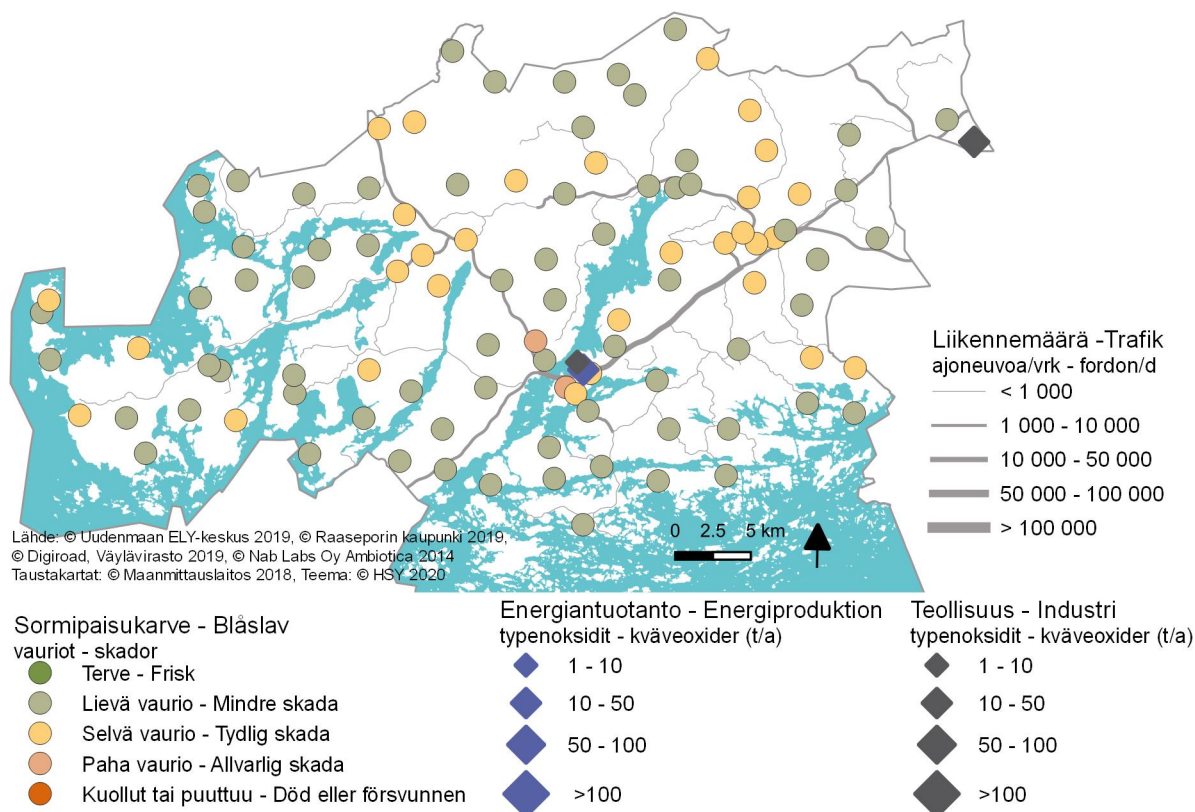 Liikennemäärä -Trafik
ajoneuvoa/vrk - fordon/d
< 1 000
1 000 - 10 000
10 000 - 50 000
50 000 - 100 000
> 100 000
0 2.5 5 km
Lähde: © Uudenmaan ELY-keskus 2019, © Raaseporin kaupunki 2019,
© Digiroad, Väylävirasto 2019, © Nab Labs Oy Ambiotica 2014
Taustakartat: © Maanmittauslaitos 2018, Teema: © HSY 2020
Sormipaisukarve - Blåslav
vauriot - skador
Terve - Frisk
Lievä vaurio - Mindre skada
Selvä vaurio - Tydlig skada
Paha vaurio - Allvarlig skada
Kuollut tai puuttuu - Död eller försvunnen
Energiantuotanto - Energiproduktion
typenoksidit - kväveoxider (t/a)
1 - 10
10 - 50
50 - 100
>100
Teollisuus - Industri
typenoksidit - kväveoxider (t/a)
1 - 10
10 - 50
50 - 100
>100